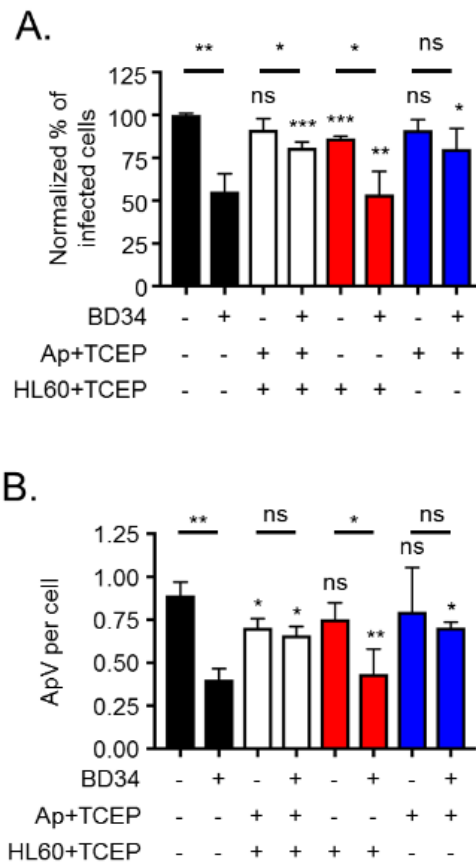 A.
** * * ns
ns *** *** ** ns *
Normalized % of
infected cells
125
100
75
50
25
0
BD34 - + - + - + - +
Ap+TCEP - - + + - - + +
HL60+TCEP - - + + + + - -
B.
** ns * ns
* * ns ** ns *
ApV per cell
1.25
1.00
0.75
0.50
0.25
0.00
BD34 - + - + - + - +
Ap+TCEP - - + + - - + +
HL60+TCEP - - + + + + - -